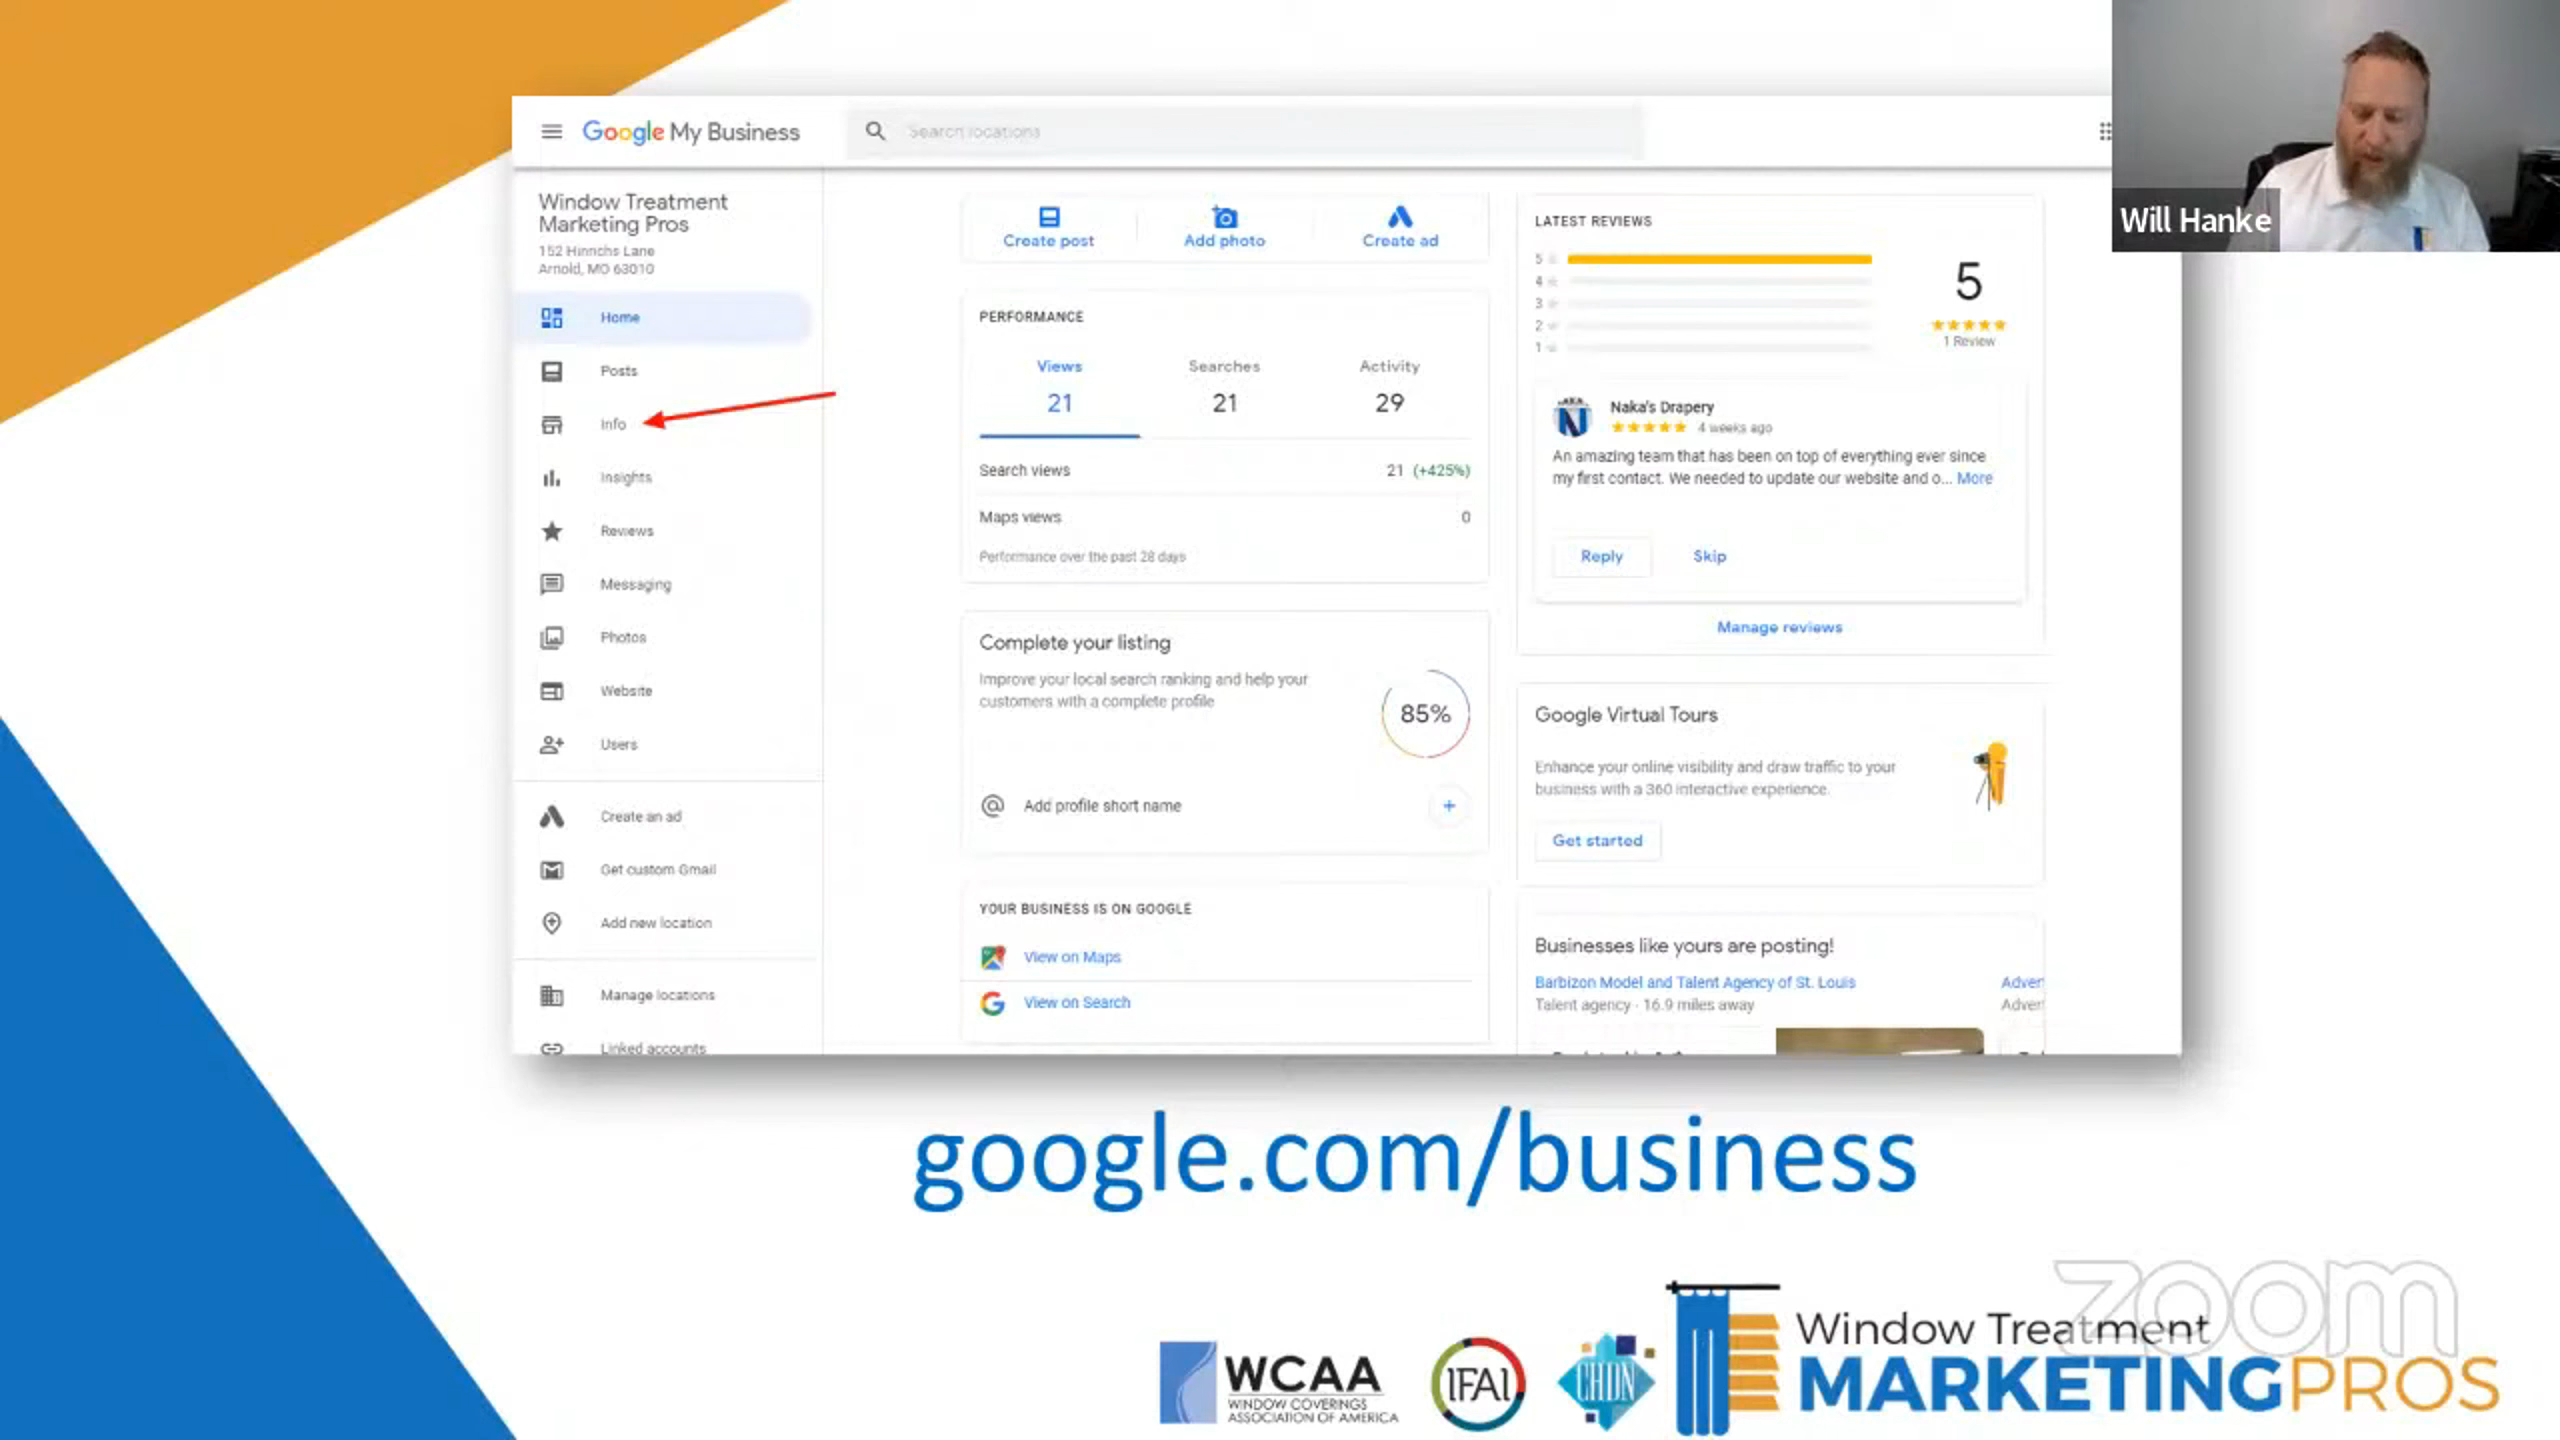 Google My Business
Search locations
Will Hanke
Window Treatment
Marketing Pros
152 Hinrichs Lane
Arnold, MO 63010
Home
Posts
Info
Insights
Reviews
Messaging
Photos
Website
Users
Create an ad
Get custom Gmail
Add new location
Manage locations
Linked accounts
Create post
Add photo
Create ad
PERFORMANCE
Views
Searches
Activity
21
21
29
Search views
21 (+425%)
Maps views
0
Performance over the past 28 days
Complete your listing
Improve your local search ranking and help your
customers with a complete profile
85%
Add profile short name
YOUR BUSINESS IS ON GOOGLE
View on Maps
View on Search
LATEST REVIEWS
5
4
3
2
1
5
1 Review
Naka's Drapery
4 weeks ago
An amazing team that has been on top of everything ever since
my first contact. We needed to update our website and o... More
Reply Skip
Manage reviews
Google Virtual Tours
Enhance your online visibility and draw traffic to your
business with a 360 interactive experience.
Get started
Businesses like yours are posting!
Barbizon Model and Talent Agency of St. Louis
Talent agency · 16.9 miles away
Adver
Adver
google.com/business
WCAA
WINDOW COVERINGS
ASSOCIATION OF AMERICA
IFAI
CHDN
Window Treatment
MARKETINGPROS
zoom